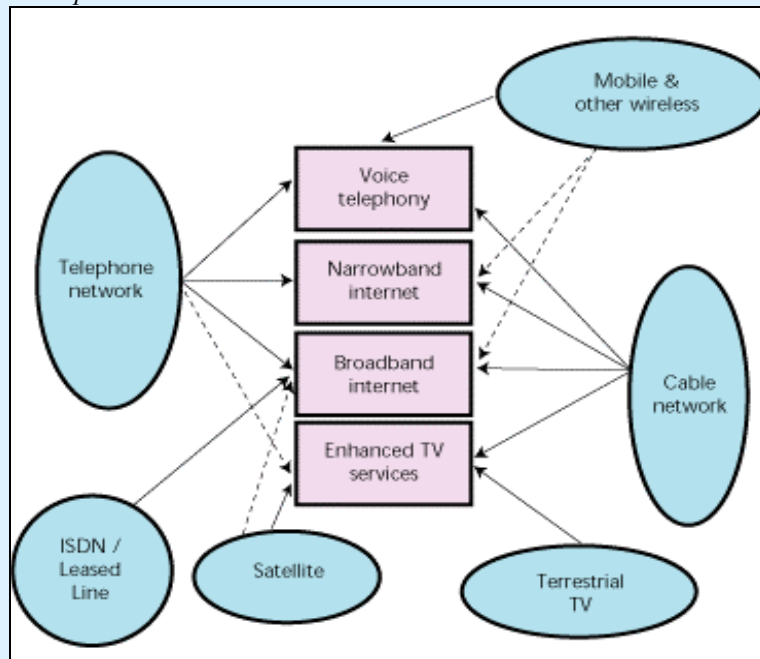 Mobile &
other wireless
Voice
telephony
Telephone
network
Narrowband
internet
Broadband
internet
Cable
network
Enhanced TV
services
ISDN /
Leased
Line
Satellite
Terrestrial
TV